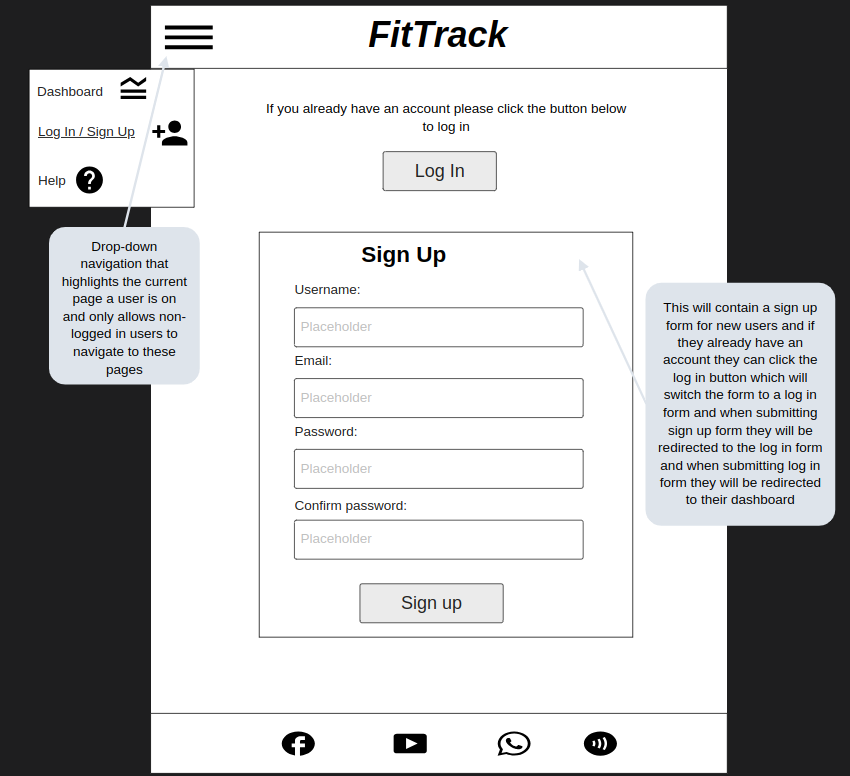 FitTrack
Dashboard
Log In / Sign Up
Help
If you already have an account please click the button below
to log in
Log In
Drop-down
navigation that
highlights the current
page a user is on
and only allows non-
logged in users to
navigate to these
pages
Sign Up
Username:
Placeholder
Email:
Placeholder
Password:
Placeholder
Confirm password:
Placeholder
Sign up
This will contain a sign up
form for new users and if
they already have an
account they can click the
log in button which will
switch the form to a log in
form and when submitting
sign up form they will be
redirected to the log in form
and when submitting log in
form they will be redirected
to their dashboard